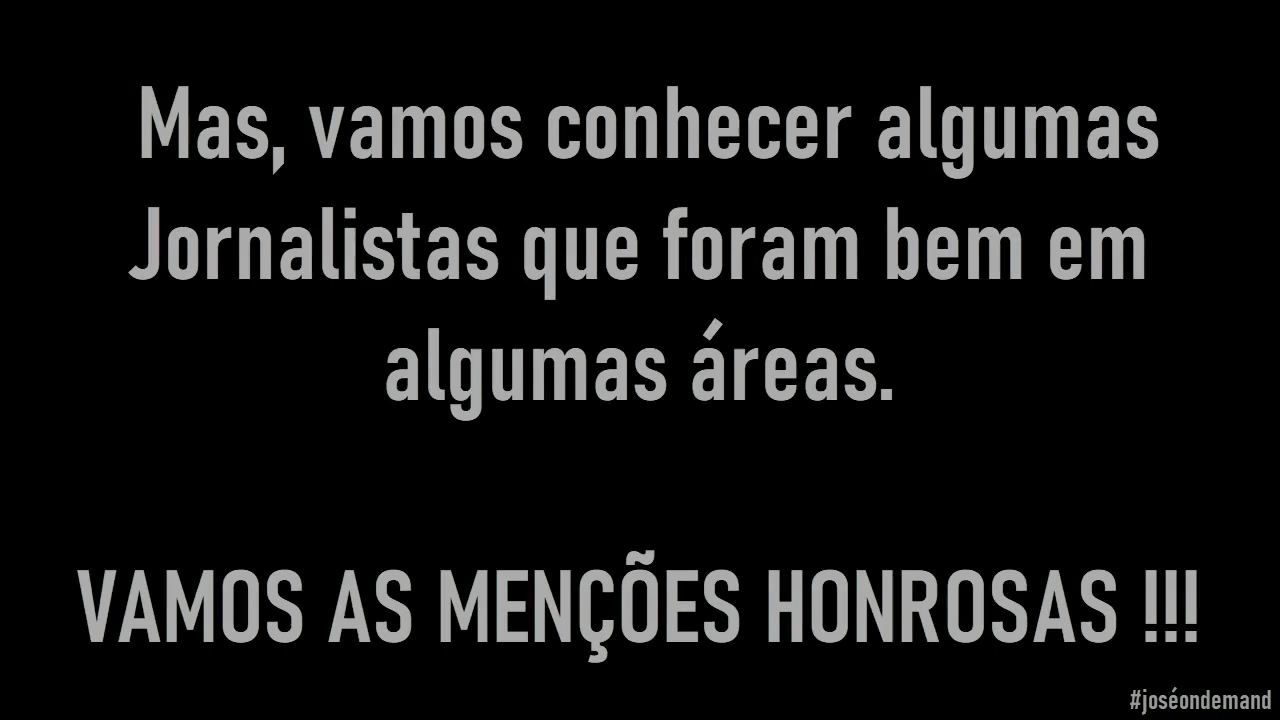 Mas, vamos conhecer algumas
Jornalistas que foram bem em
algumas áreas.
VAMOS AS MENÇÕES HONROSAS !!!
#joséondemand